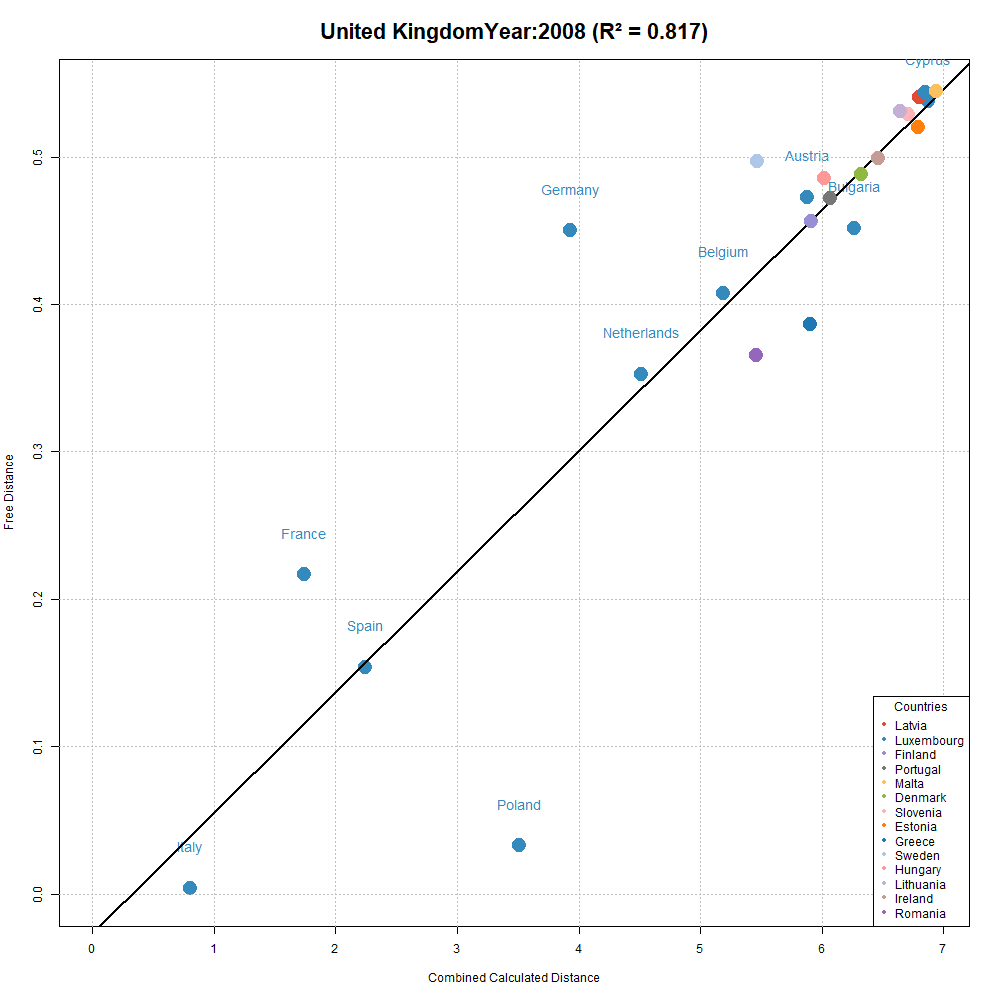 United KingdomYear:2008 (R² = 0.817)
Cyprus
Austria
Bulgaria
Germany
Belgium
Netherlands
France
Spain
Poland
Italy
Free Distance
0.5
0.4
0.3
0.2
0.1
0.0
0 1 2 3 4 5 6 7
Combined Calculated Distance
Countries
Latvia
Luxembourg
Finland
Portugal
Malta
Denmark
Slovenia
Estonia
Greece
Sweden
Hungary
Lithuania
Ireland
Romania